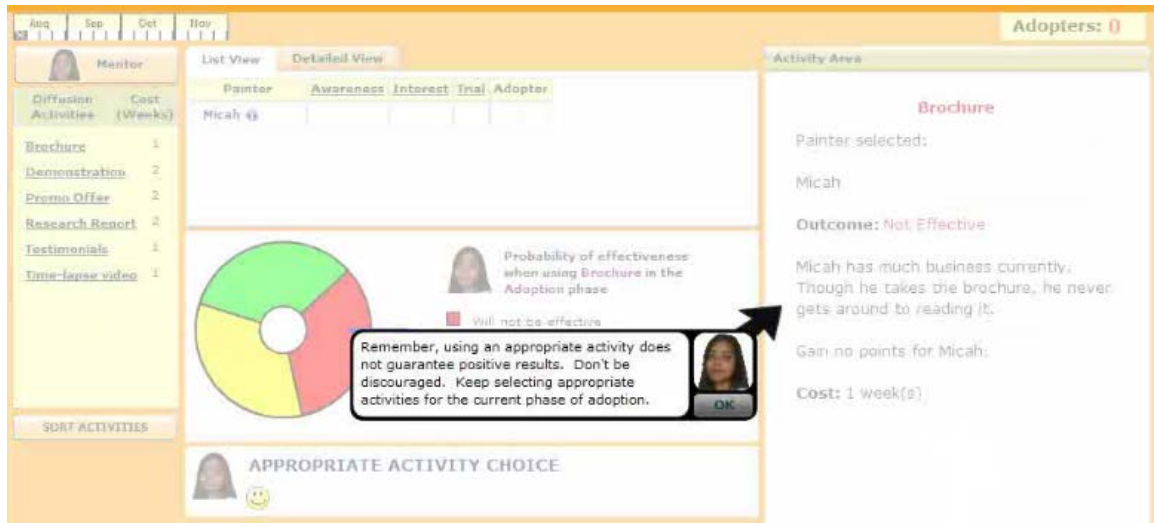 Aug Sep Oct Nov
Adopters: 0
Mentor
Diffusion Cost
Activities (Weeks)
Brochure 1
Demonstration 2
Promo Offer 2
Research Report 2
Testimonials 1
Time-lapse video 1
SORT ACTIVITIES
List View Detailed View
Painter Awareness Interest Trial Adopter
Micah
Probability of effectiveness
when using Brochure in the
Adoption phase
Will not be effective
Remember, using an appropriate activity does
not guarantee positive results. Don't be
discouraged. Keep selecting appropriate
activities for the current phase of adoption.
OK
APPROPRIATE ACTIVITY CHOICE
Activity Area
Brochure
Painter selected:
Micah
Outcome: Not Effective
Micah has much business currently.
Though he takes the brochure, he never
gets around to reading it.
Gain no points for Micah.
Cost: 1 week(s)